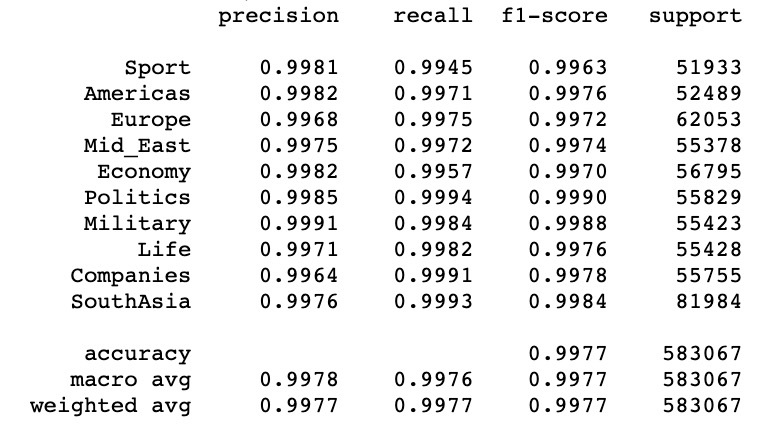 precision recall f1-score support
Sport 0.9981 0.9945 0.9963 51933
Americas 0.9982 0.9971 0.9976 52489
Europe 0.9968 0.9975 0.9972 62053
Mid_East 0.9975 0.9972 0.9974 55378
Economy 0.9982 0.9957 0.9970 56795
Politics 0.9985 0.9994 0.9990 55829
Military 0.9991 0.9984 0.9988 55423
Life 0.9971 0.9982 0.9976 55428
Companies 0.9964 0.9991 0.9978 55755
SouthAsia 0.9976 0.9993 0.9984 81984
accuracy 0.9977 583067
macro avg 0.9978 0.9976 0.9977 583067
weighted avg 0.9977 0.9977 0.9977 583067